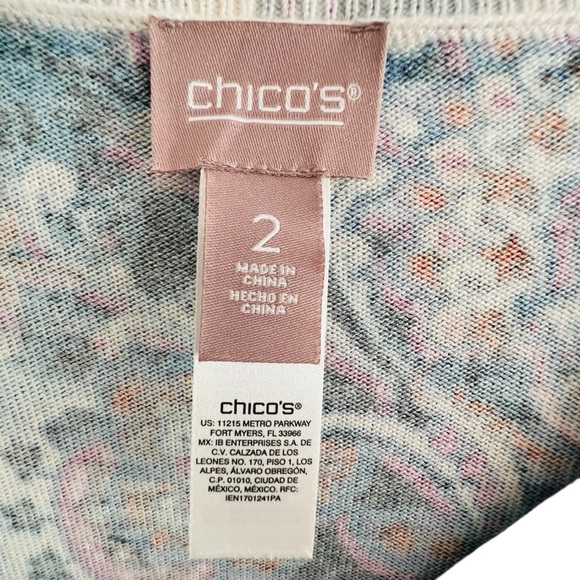 chico's®
2
MADE IN
CHINA
HECHO EN
CHINA
chico's®
US: 11215 METRO PARKWAY
FORT MYERS, FL 33966
MX: IB ENTERPRISES S.A. DE
C.V. CALZADA DE LOS
LEONES NO. 170, PISO 1, LOS
ALPES, ÁLVARO OBREGÓN,
C.P. 01010, CIUDAD DE
MÉXICO, MÉXICO. RFC:
IEN1701241PA